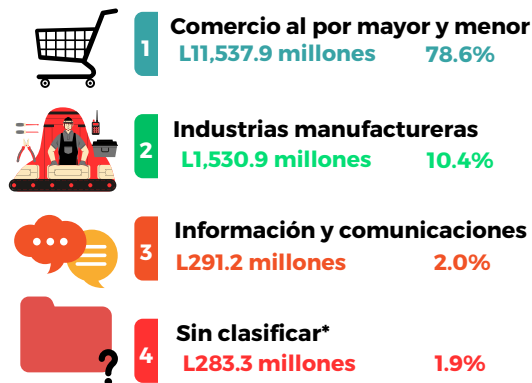 1
Comercio al por mayor y menor
L11,537.9 millones 78.6%
2
Industrias manufactureras
L1,530.9 millones 10.4%
3
Información y comunicaciones
L291.2 millones 2.0%
4
Sin clasificar*
L283.3 millones 1.9%
?